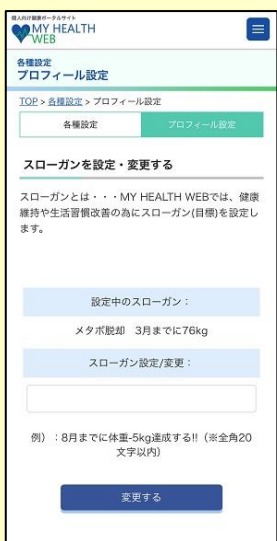 個人向け健康ポータルサイト
MY HEALTH
WEB
各種設定
プロフィール設定
TOP > 各種設定 > プロフィール設定
各種設定
プロフィール設定
スローガンを設定・変更する
スローガンとは・・・MY HEALTH WEBでは、健康
維持や生活習慣改善の為にスローガン(目標)を設定し
ます。
設定中のスローガン：
メタボ脱却　3月までに76kg
スローガン設定/変更：
例）：8月までに体重-5kg達成する!!（※全角20
文字以内）
変更する